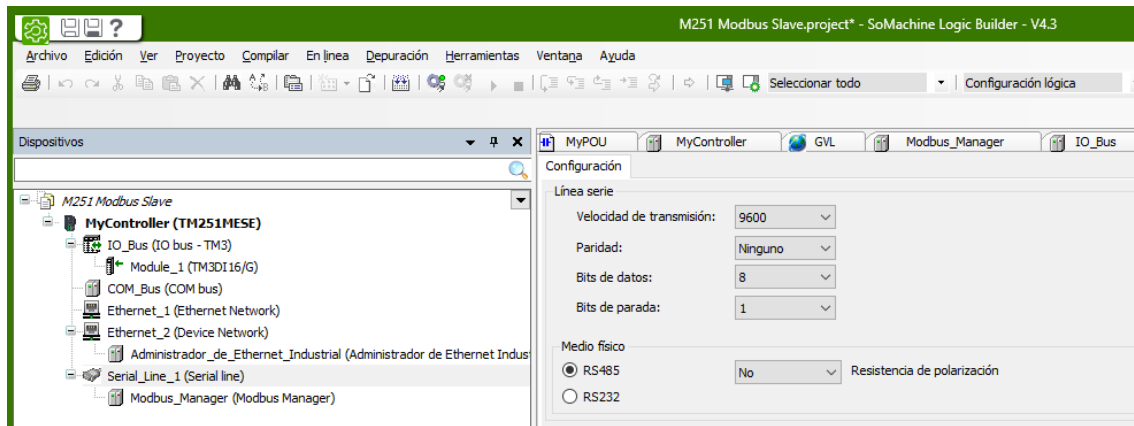 M251 Modbus Slave.project* - SoMachine Logic Builder - V4.3
Archivo Edición Ver Proyecto Compilar En linea Depuración Herramientas Ventana Ayuda
Seleccionar todo Configuración lógica
Dispositivos
MyPOU MyController GVL Modbus_Manager IO_Bus
Configuración
M251 Modbus Slave
MyController (TM251MESE)
IO_Bus (IO bus - TM3)
Module_1 (TM3DI16/G)
COM_Bus (COM bus)
Ethernet_1 (Ethernet Network)
Ethernet_2 (Device Network)
Administrador_de_Ethernet_Industrial (Administrador de Ethernet Indus
Serial_Line_1 (Serial line)
Modbus_Manager (Modbus Manager)
Línea serie
Velocidad de transmisión: 9600
Paridad: Ninguno
Bits de datos: 8
Bits de parada: 1
Medio físico
RS485 No Resistencia de polarización
RS232